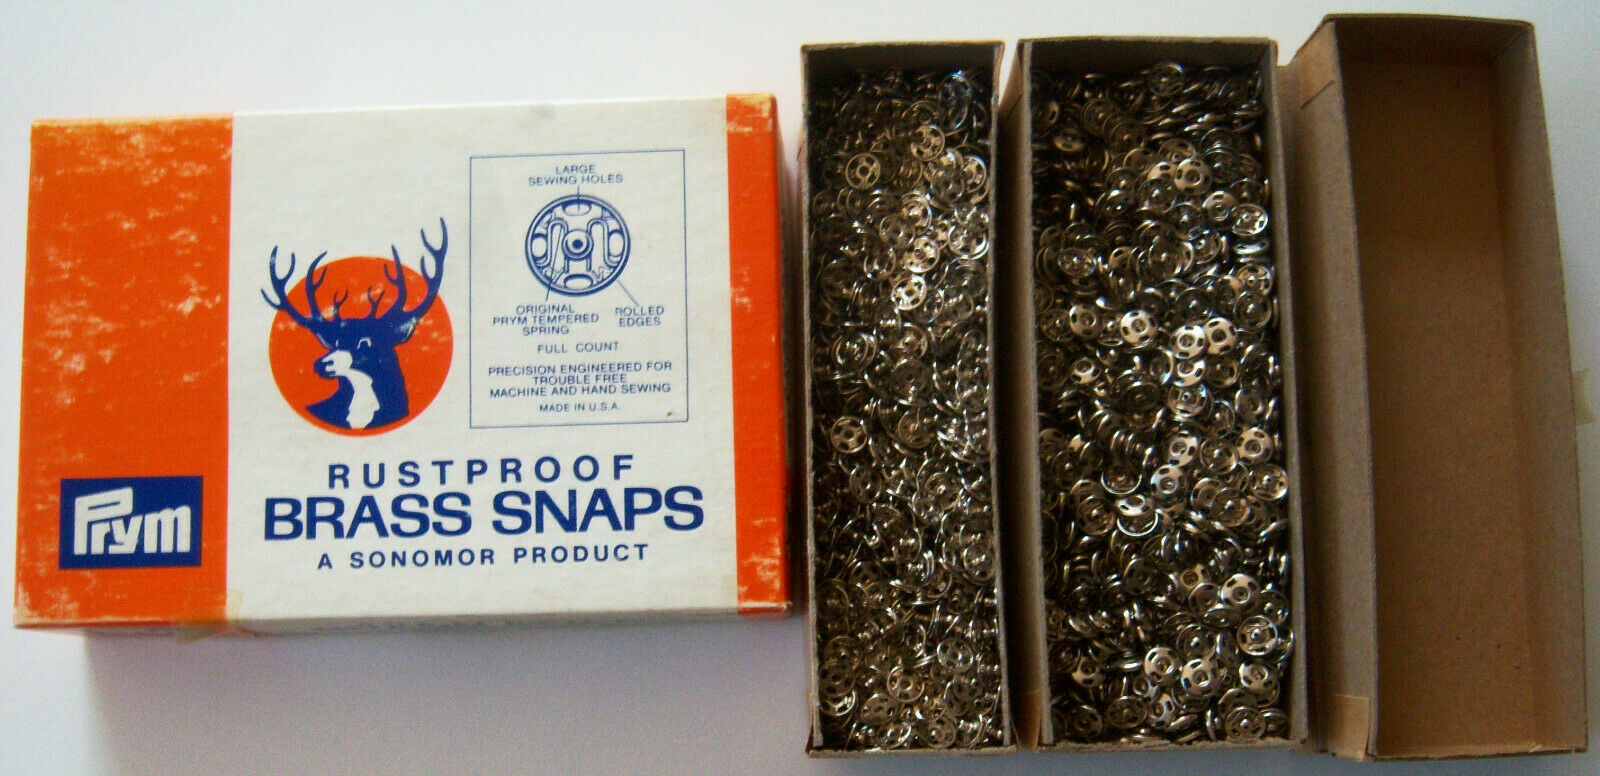 LARGE
SEWING HOLES
ORIGINAL
PRYM TEMPERED
SPRING
ROLLED
EDGES
FULL COUNT
PRECISION ENGINEERED FOR
TROUBLE FREE
MACHINE AND HAND SEWING
MADE IN U.S.A.
Prym
RUSTPROOF
BRASS SNAPS
A SONOMOR PRODUCT